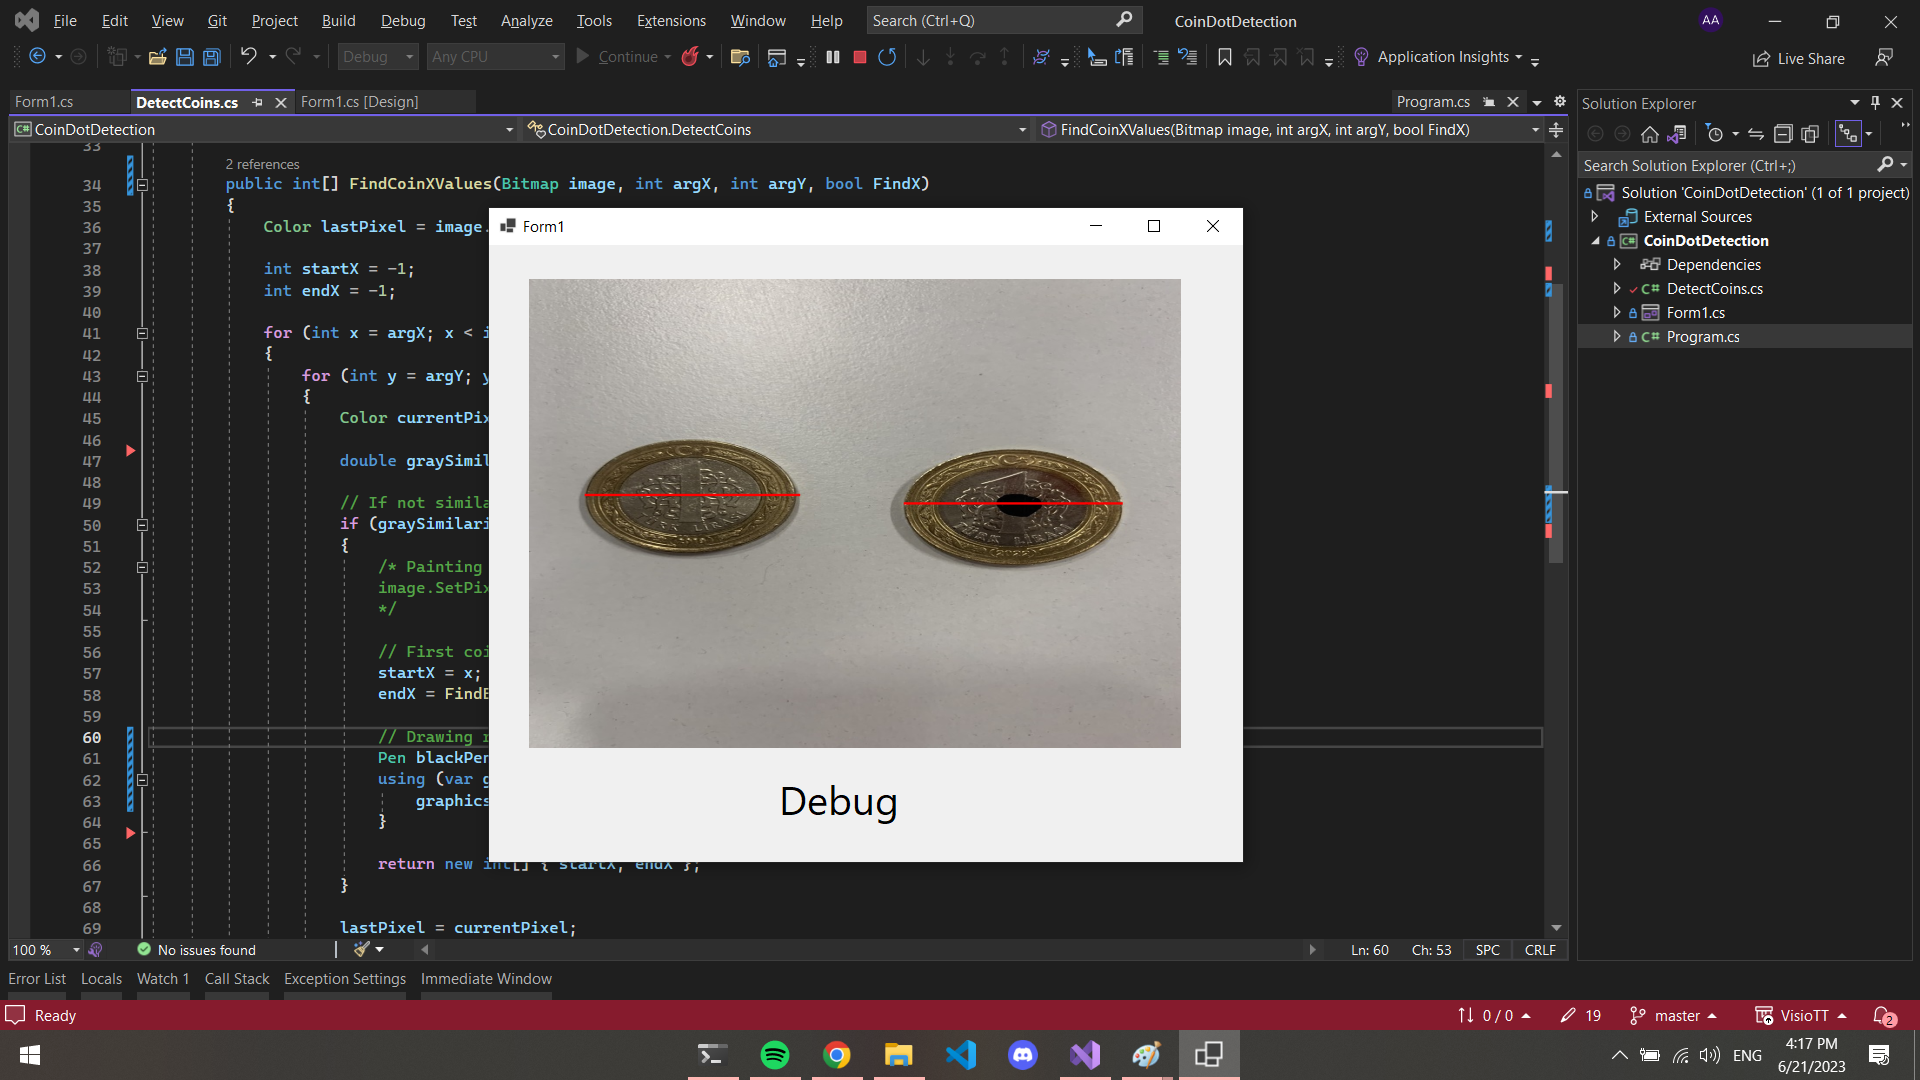 File Edit View Git Project Build Debug Test Analyze Tools Extensions Window Help Search (Ctrl+Q) CoinDotDetection AA
Debug Any CPU Continue Application Insights Live Share
Form1.cs DetectCoins.cs Form1.cs [Design] Program.cs
C# CoinDotDetection CoinDotDetection.DetectCoins FindCoinXValues(Bitmap image, int argX, int argY, bool FindX)
33
2 references
34 public int[] FindCoinXValues(Bitmap image, int argX, int argY, bool FindX)
35 {
36 Color lastPixel = image.
37
38 int startX = -1;
39 int endX = -1;
40
41 for (int x = argX; x < i
42 {
43 for (int y = argY; y
44 {
45 Color currentPix
46
47 double graySimil
48
49 // If not simila
50 if (graySimilari
51 {
52 /* Painting
53 image.SetPix
54 */
55
56 // First coi
57 startX = x;
58 endX = FindE
59
60 // Drawing r
61 Pen blackPen
62 using (var g
63 graphics
64 }
65
66 return new int[] { startX, endX };
67 }
68
69 lastPixel = currentPixel;
Form1
TÜRK LİRASI
(2022)
Debug
100 % No issues found Ln: 60 Ch: 53 SPC CRLF
Solution Explorer
Search Solution Explorer (Ctrl+;)
Solution 'CoinDotDetection' (1 of 1 project)
External Sources
C# CoinDotDetection
Dependencies
C# DetectCoins.cs
Form1.cs
C# Program.cs
Error List Locals Watch 1 Call Stack Exception Settings Immediate Window
Ready 0 / 0 19 master VisioTT 2
ENG 4:17 PM
6/21/2023